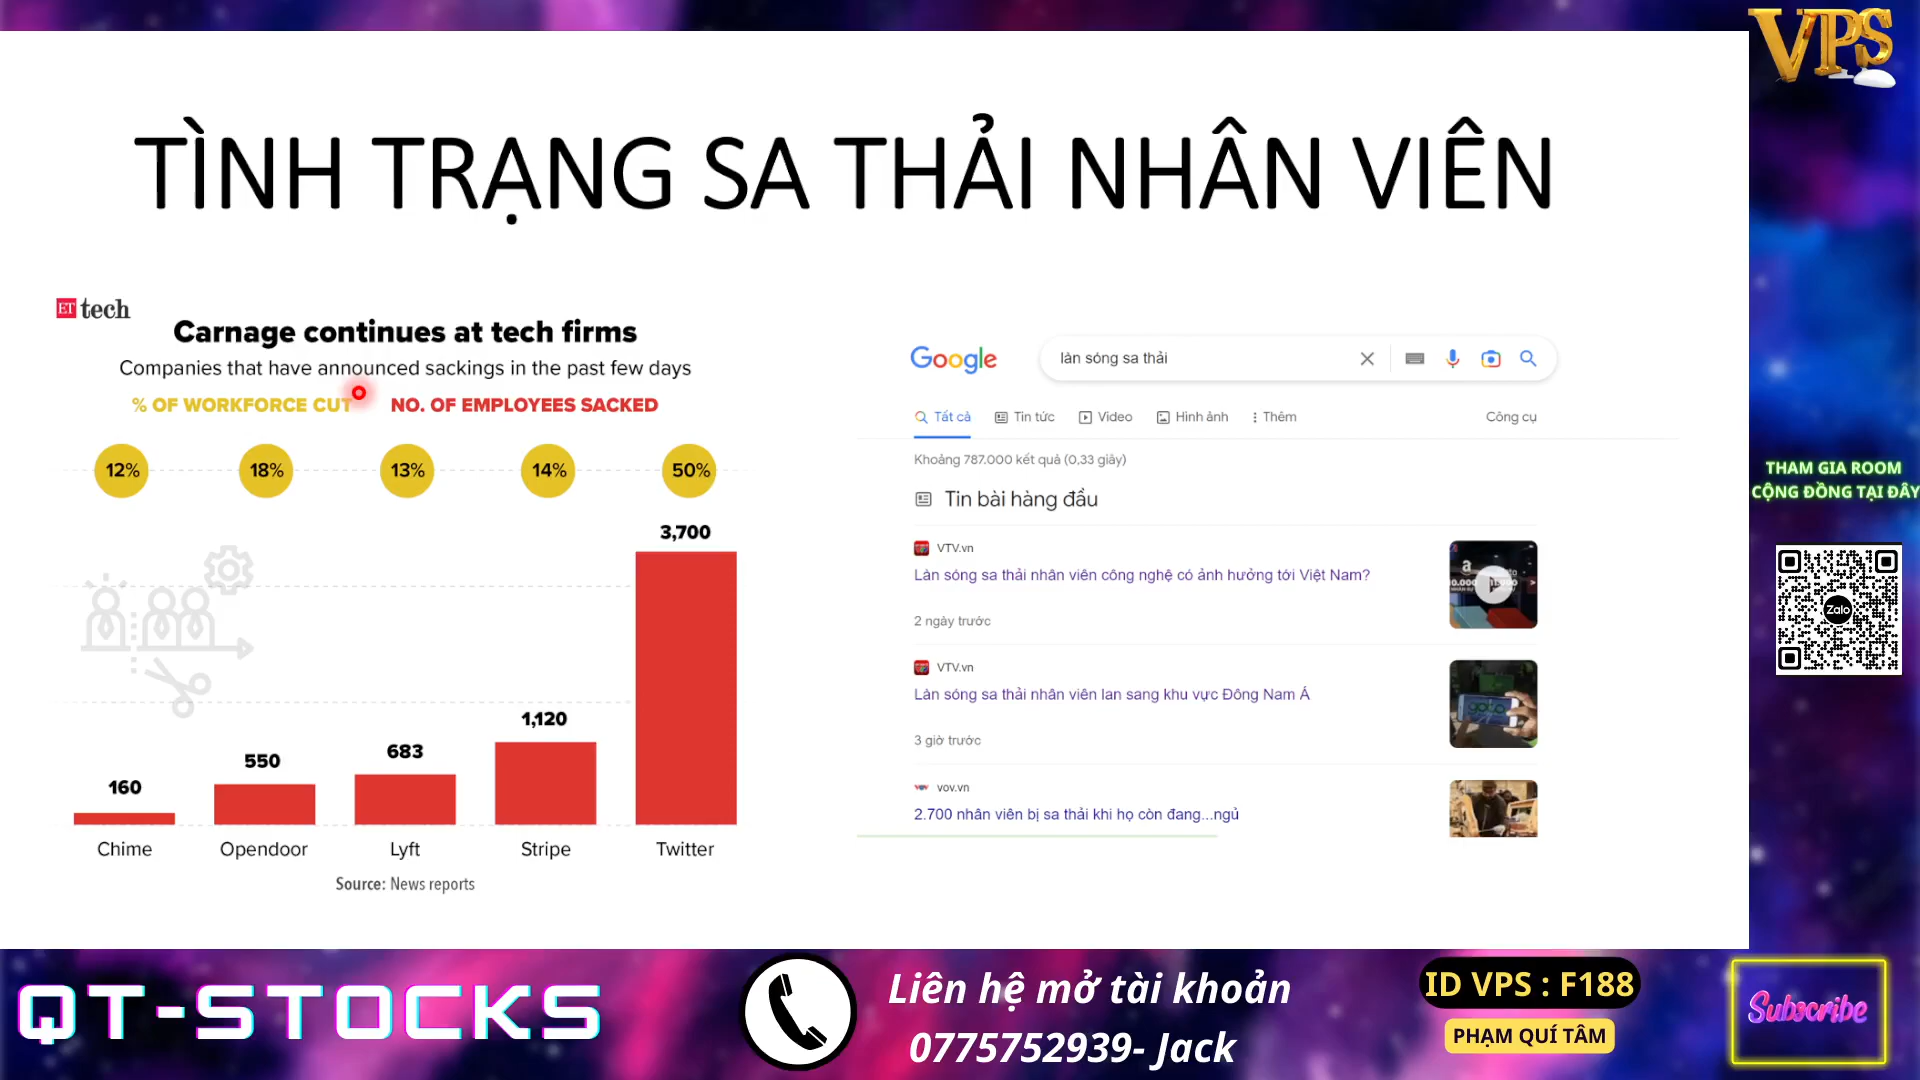 VPS
TÌNH TRẠNG SA THẢI NHÂN VIÊN
ET tech
Carnage continues at tech firms
Companies that have announced sackings in the past few days
% OF WORKFORCE CUT NO. OF EMPLOYEES SACKED
12% 18% 13% 14% 50%
3,700
1,120
683
550
160
Chime Opendoor Lyft Stripe Twitter
Source: News reports
Google làn sóng sa thải
Tất cả Tin tức Video Hình ảnh Thêm Công cụ
Khoảng 787.000 kết quả (0,33 giây)
Tin bài hàng đầu
VTV.vn
Làn sóng sa thải nhân viên công nghệ có ảnh hưởng tới Việt Nam?
2 ngày trước
VTV.vn
Làn sóng sa thải nhân viên lan sang khu vực Đông Nam Á
3 giờ trước
goto
vov.vn
2.700 nhân viên bị sa thải khi họ còn đang...ngủ
THAM GIA ROOM
CỘNG ĐỒNG TẠI ĐÂY
Zalo
QT-STOCKS
Liên hệ mở tài khoản
0775752939- Jack
ID VPS : F188
PHẠM QUÍ TÂM
Subscribe